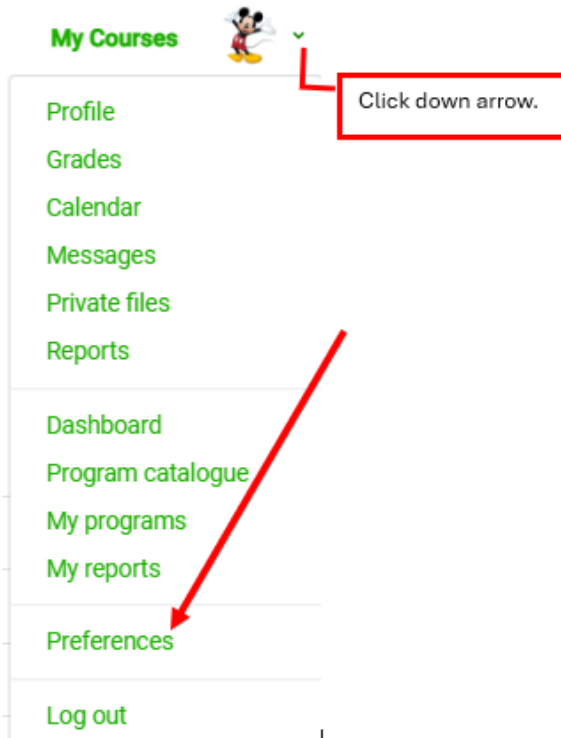 My Courses
Click down arrow.
Profile
Grades
Calendar
Messages
Private files
Reports
Dashboard
Program catalogue
My programs
My reports
Preferences
Log out